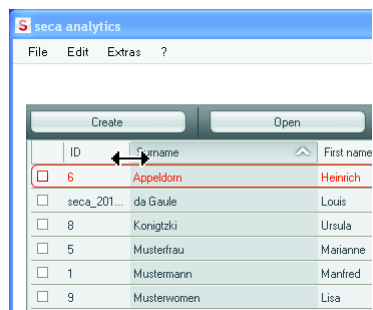 S seca analytics
File Edit Extras ?
Create Open
ID Surname First name
6 Appeldorn Heinrich
seca_201... da Gaule Louis
8 Konigtzki Ursula
5 Musterfrau Marianne
1 Mustermann Manfred
9 Musterwomen Lisa